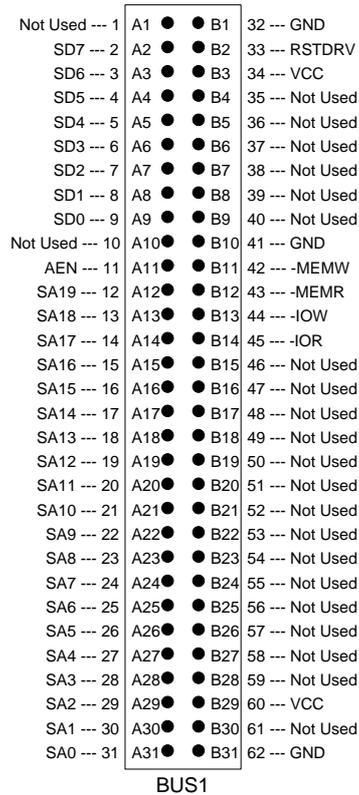 Not Used --- 1 A1 B1 32 --- GND
SD7 --- 2 A2 B2 33 --- RSTDRV
SD6 --- 3 A3 B3 34 --- VCC
SD5 --- 4 A4 B4 35 --- Not Used
SD4 --- 5 A5 B5 36 --- Not Used
SD3 --- 6 A6 B6 37 --- Not Used
SD2 --- 7 A7 B7 38 --- Not Used
SD1 --- 8 A8 B8 39 --- Not Used
SD0 --- 9 A9 B9 40 --- Not Used
Not Used --- 10 A10 B10 41 --- GND
AEN --- 11 A11 B11 42 --- -MEMW
SA19 --- 12 A12 B12 43 --- -MEMR
SA18 --- 13 A13 B13 44 --- -IOW
SA17 --- 14 A14 B14 45 --- -IOR
SA16 --- 15 A15 B15 46 --- Not Used
SA15 --- 16 A16 B16 47 --- Not Used
SA14 --- 17 A17 B17 48 --- Not Used
SA13 --- 18 A18 B18 49 --- Not Used
SA12 --- 19 A19 B19 50 --- Not Used
SA11 --- 20 A20 B20 51 --- Not Used
SA10 --- 21 A21 B21 52 --- Not Used
SA9 --- 22 A22 B22 53 --- Not Used
SA8 --- 23 A23 B23 54 --- Not Used
SA7 --- 24 A24 B24 55 --- Not Used
SA6 --- 25 A25 B25 56 --- Not Used
SA5 --- 26 A26 B26 57 --- Not Used
SA4 --- 27 A27 B27 58 --- Not Used
SA3 --- 28 A28 B28 59 --- Not Used
SA2 --- 29 A29 B29 60 --- VCC
SA1 --- 30 A30 B30 61 --- Not Used
SA0 --- 31 A31 B31 62 --- GND
BUS1